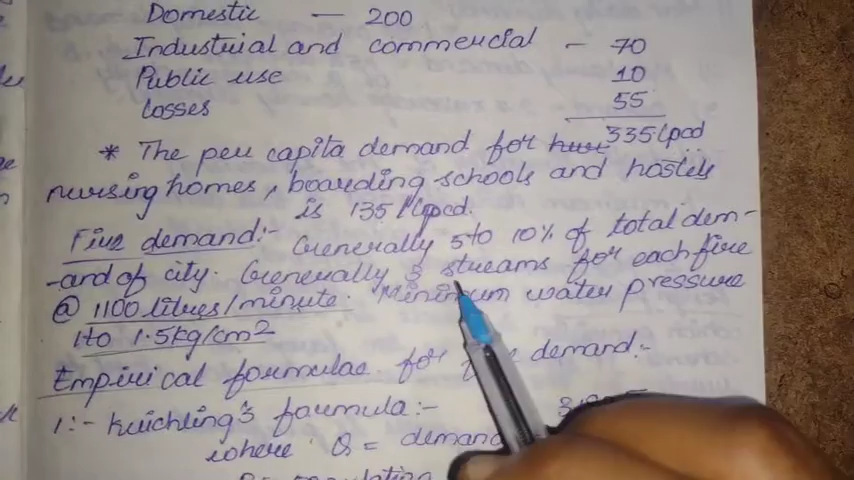 Domestic — 200
Industrial and commercial - 70
Public use 10
Losses 55
335 lpcd
* The per capita demand for
nursing homes, boarding schools and hostels
is 135 lpcd.
Fire demand:- Generally 5 to 10% of total dem-
-and of city. Generally 3 streams for each fire
@ 1100 litres/minute. Minimum water pressure
1 to 1.5kg/cm2
Empirical formulae for demand:-
1:- Kuichling's formula:-
where Q = demand